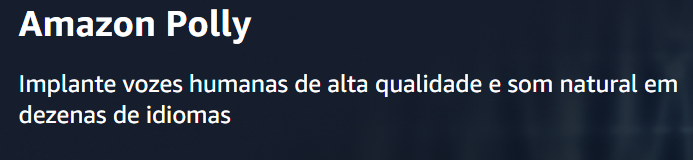 Amazon Polly
Implante vozes humanas de alta qualidade e som natural em
dezenas de idiomas